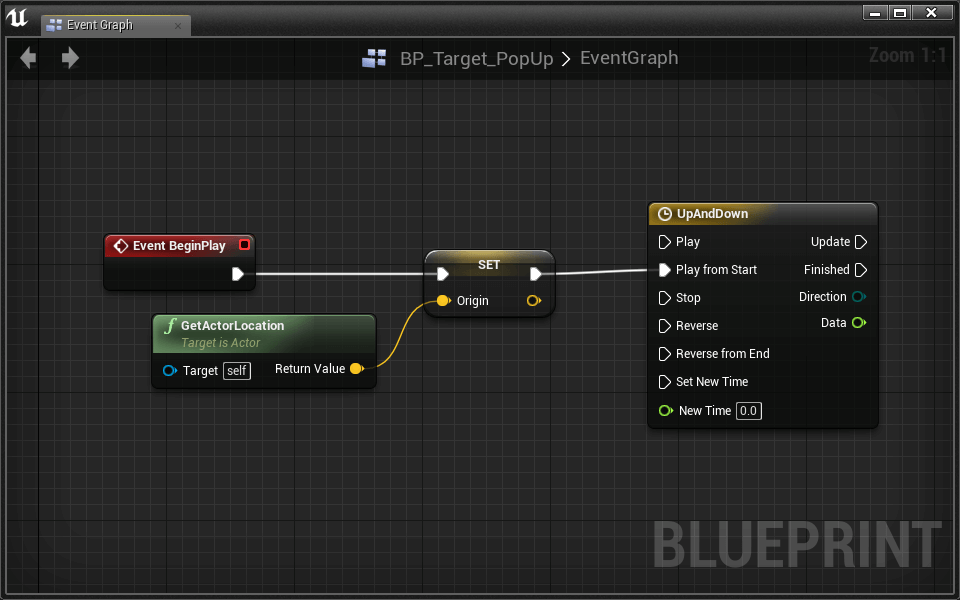 Event Graph
BP_Target_PopUp > EventGraph
Zoom 1:1
Event BeginPlay
SET
Origin
f GetActorLocation
Target is Actor
Target self
Return Value
UpAndDown
Play
Update
Play from Start
Finished
Stop
Direction
Reverse
Data
Reverse from End
Set New Time
New Time 0.0
BLUEPRINT